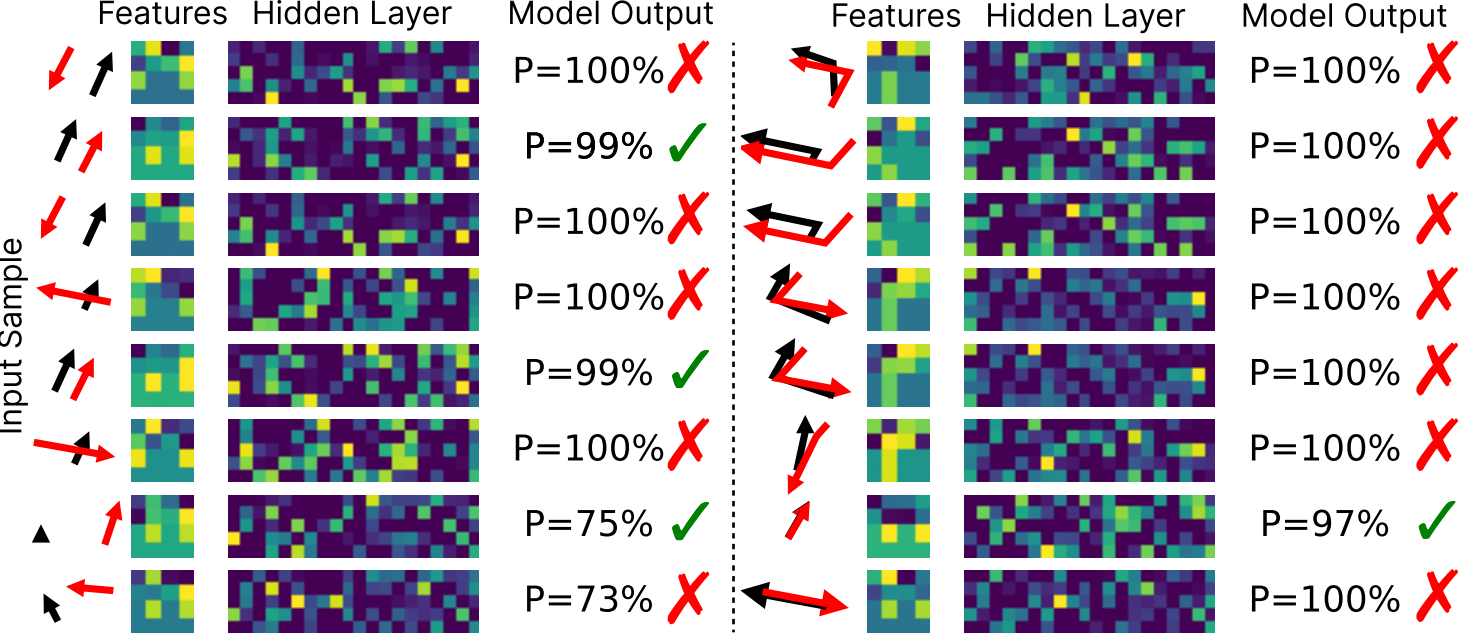 Features Hidden Layer Model Output Features Hidden Layer Model Output
Input Sample
P=100% ✗ P=100% ✗
P=99% ✓ P=100% ✗
P=100% ✗ P=100% ✗
P=100% ✗ P=100% ✗
P=99% ✓ P=100% ✗
P=100% ✗ P=100% ✗
P=75% ✓ P=97% ✓
P=73% ✗ P=100% ✗